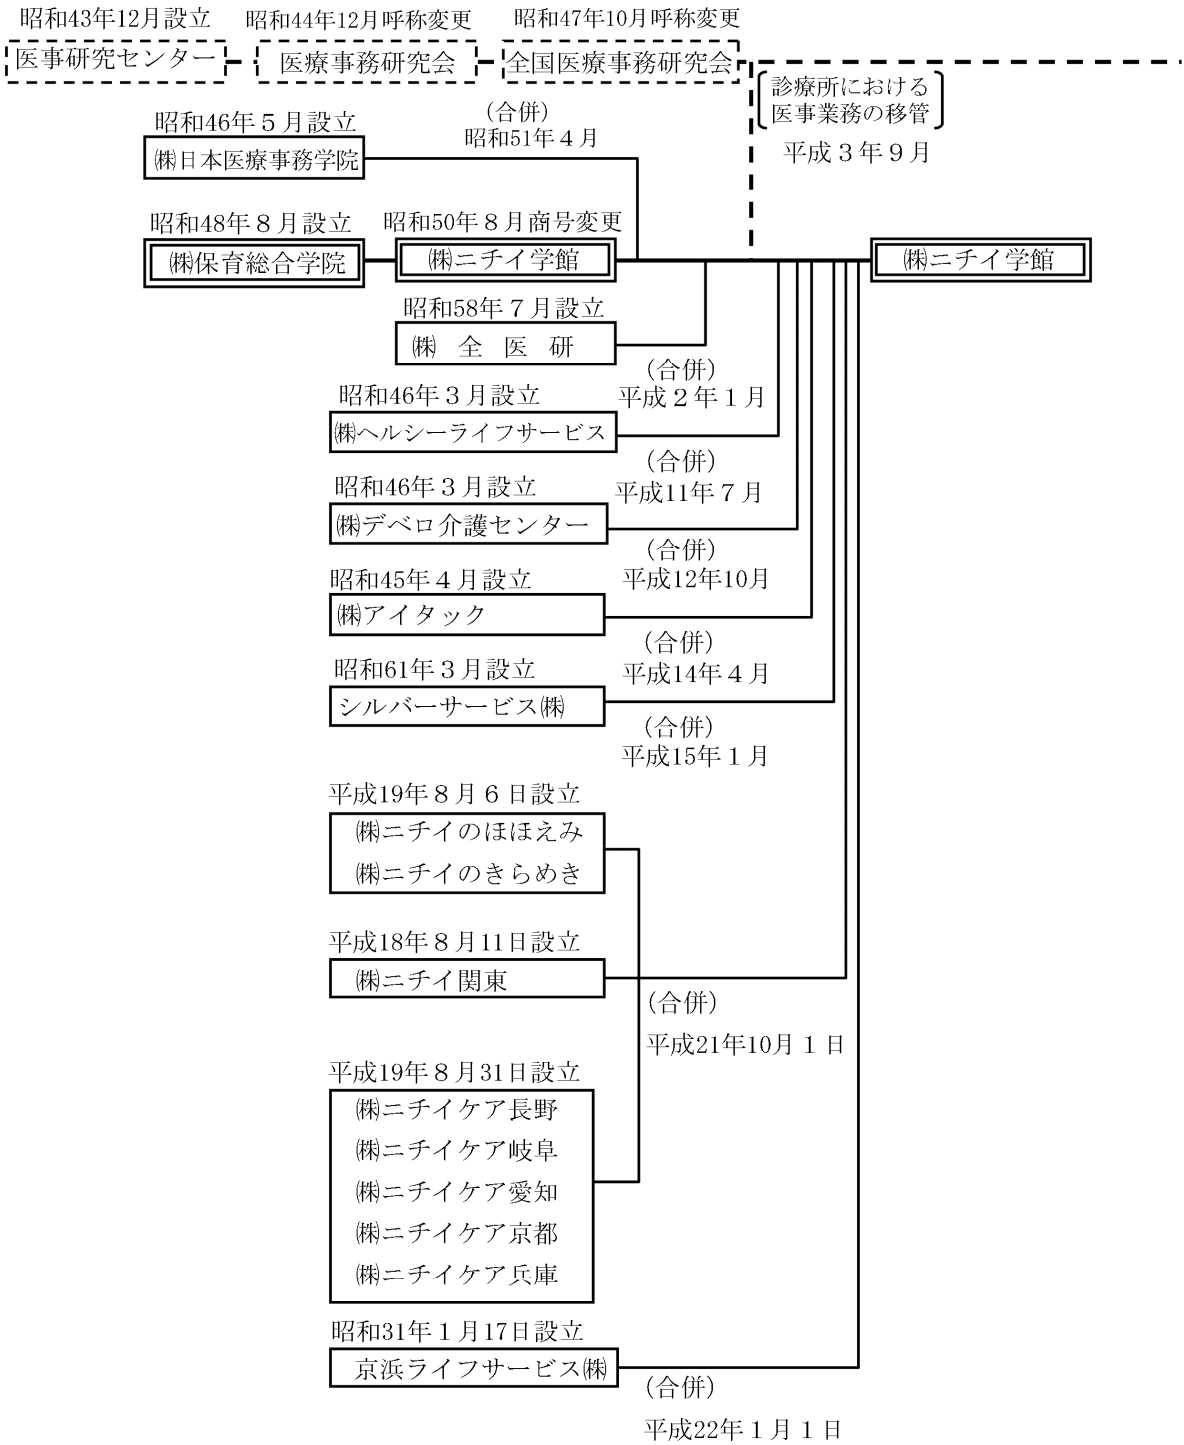 昭和43年12月設立
昭和44年12月呼称変更
昭和47年10月呼称変更
医事研究センター
医療事務研究会
全国医療事務研究会
診療所における
医事業務の移管
平成３年９月
昭和46年５月設立
㈱日本医療事務学院
(合併)
昭和51年４月
昭和48年８月設立
㈱保育総合学院
昭和50年８月商号変更
㈱ニチイ学館
㈱ニチイ学館
昭和58年７月設立
㈱　全　医　研
(合併)
平成２年１月
昭和46年３月設立
㈱ヘルシーライフサービス
(合併)
平成11年７月
昭和46年３月設立
㈱デベロ介護センター
(合併)
平成12年10月
昭和45年４月設立
㈱アイタック
(合併)
平成14年４月
昭和61年３月設立
シルバーサービス㈱
(合併)
平成15年１月
平成19年８月６日設立
㈱ニチイのほほえみ
㈱ニチイのきらめき
平成18年８月11日設立
㈱ニチイ関東
(合併)
平成21年10月１日
平成19年８月31日設立
㈱ニチイケア長野
㈱ニチイケア岐阜
㈱ニチイケア愛知
㈱ニチイケア京都
㈱ニチイケア兵庫
昭和31年１月17日設立
京浜ライフサービス㈱
(合併)
平成22年１月１日